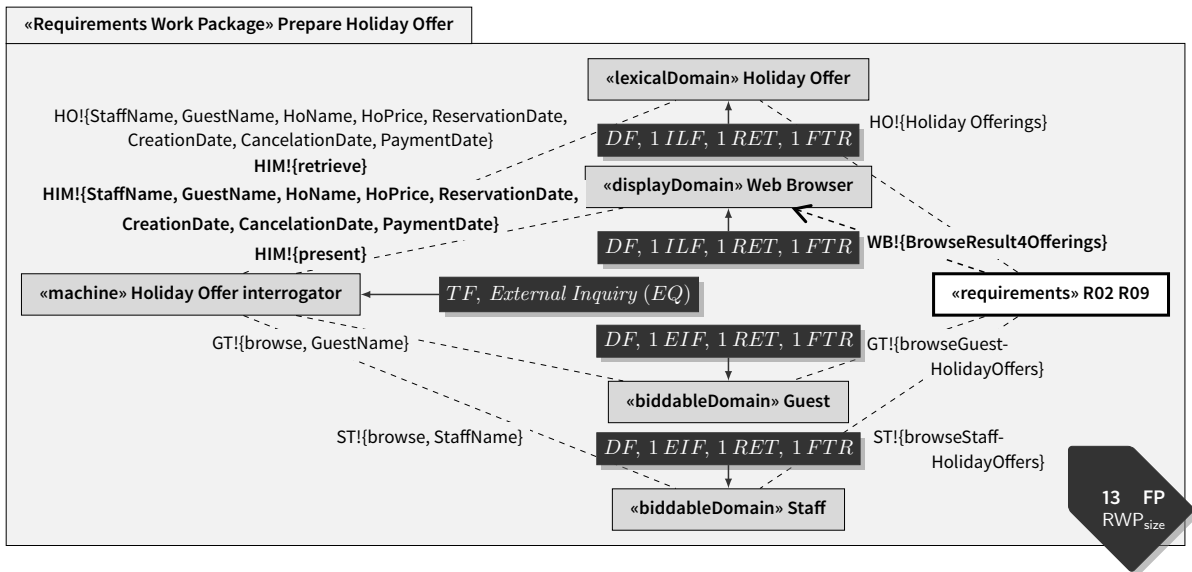 «Requirements Work Package» Prepare Holiday Offer
«lexicalDomain» Holiday Offer
HO!{StaffName, GuestName, HoName, HoPrice, ReservationDate,
CreationDate, CancelationDate, PaymentDate}
HIM!{retrieve}
DF, 1 ILF, 1 RET, 1 FTR
HO!{Holiday Offerings}
HIM!{StaffName, GuestName, HoName, HoPrice, ReservationDate,
CreationDate, CancelationDate, PaymentDate}
HIM!{present}
«displayDomain» Web Browser
DF, 1 ILF, 1 RET, 1 FTR
WB!{BrowseResult4Offerings}
«machine» Holiday Offer interrogator
TF, External Inquiry (EQ)
«requirements» R02 R09
GT!{browse, GuestName}
DF, 1 EIF, 1 RET, 1 FTR
GT!{browseGuest-
HolidayOffers}
«biddableDomain» Guest
ST!{browse, StaffName}
DF, 1 EIF, 1 RET, 1 FTR
ST!{browseStaff-
HolidayOffers}
«biddableDomain» Staff
13 FP
RWPsize